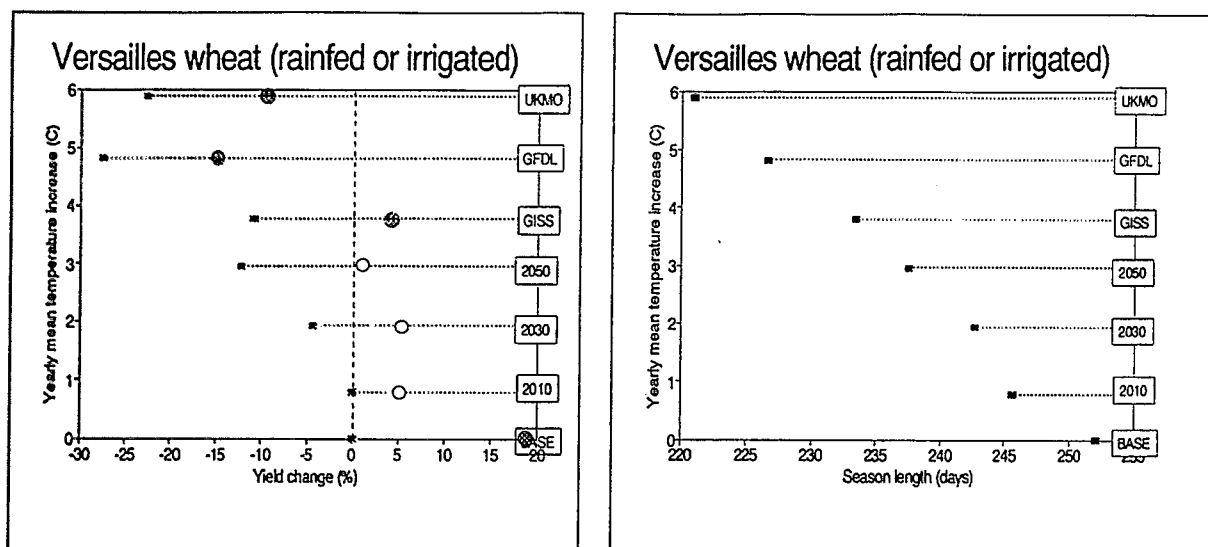 Versailles wheat (rainfed or irrigated)
Yearly mean temperature increase (C)
6
5
4
3
2
1
0
UKMO
GFDL
GISS
2050
2030
2010
-30 -25 -20 -15 -10 -5 0 5 10 15 20
Yield change (%)
Versailles wheat (rainfed or irrigated)
Yearly mean temperature increase (C)
6
5
4
3
2
1
0
UKMO
GFDL
GISS
2050
2030
2010
BASE
220 225 230 235 240 245 250 255
Season length (days)